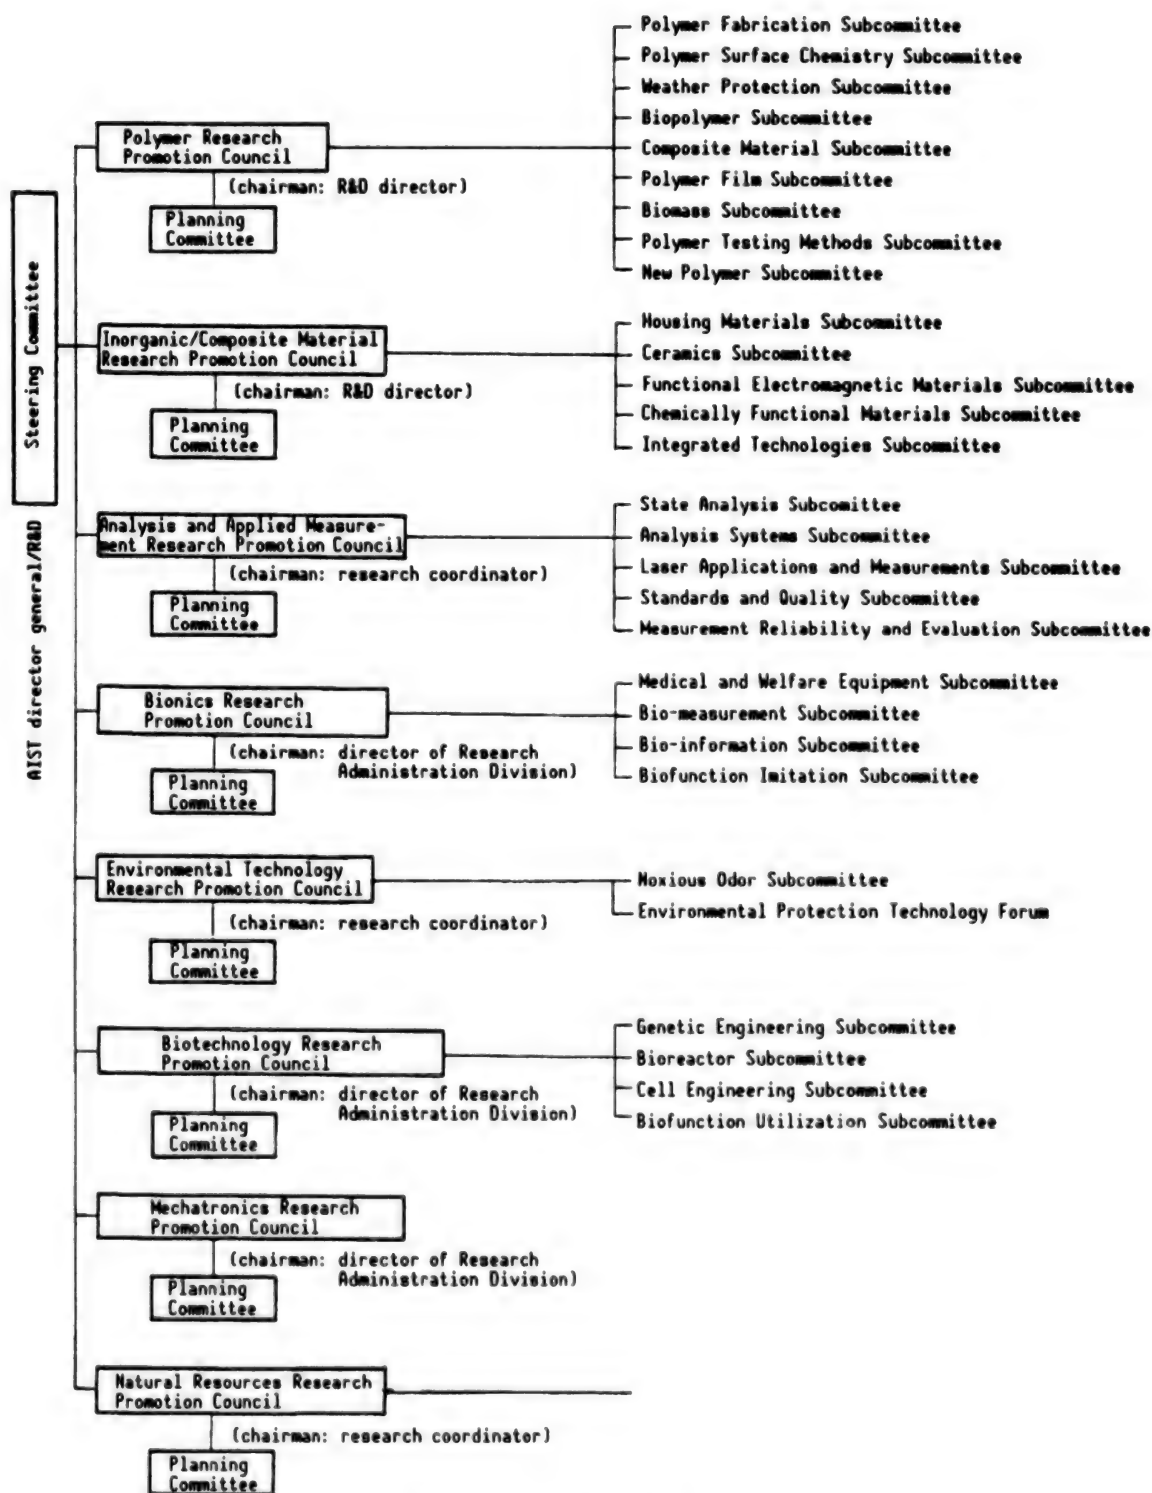 Steering Committee
AIST director general/R&D
Polymer Research
Promotion Council
(chairman: R&D director)
Planning
Committee
Polymer Fabrication Subcommittee
Polymer Surface Chemistry Subcommittee
Weather Protection Subcommittee
Biopolymer Subcommittee
Composite Material Subcommittee
Polymer Film Subcommittee
Biomass Subcommittee
Polymer Testing Methods Subcommittee
New Polymer Subcommittee
Inorganic/Composite Material
Research Promotion Council
(chairman: R&D director)
Planning
Committee
Housing Materials Subcommittee
Ceramics Subcommittee
Functional Electromagnetic Materials Subcommittee
Chemically Functional Materials Subcommittee
Integrated Technologies Subcommittee
Analysis and Applied Measure-
ment Research Promotion Council
(chairman: research coordinator)
Planning
Committee
State Analysis Subcomittee
Analysis Systems Subcommittee
Laser Applications and Measurements Subcommittee
Standards and Quality Subcommittee
Measurement Reliability and Evaluation Subcommittee
Bionics Research
Promotion Council
(chairman: director of Research
Administration Division)
Planning
Committee
Medical and Welfare Equipment Subcommittee
Bio-measurement Subcommittee
Bio-information Subcommittee
Biofunction Imitation Subcommittee
Environmental Technology
Research Promotion Council
(chairman: research coordinator)
Planning
Committee
Noxious Odor Subcommittee
Environmental Protection Technology Forum
Biotechnology Research
Promotion Council
(chairman: director of Research
Administration Division)
Planning
Committee
Genetic Engineering Subcommittee
Bioreactor Subcommittee
Cell Engineering Subcommittee
Biofunction Utilization Subcommittee
Mechatronics Research
Promotion Council
(chairman: director of Research
Administration Division)
Planning
Committee
Natural Resources Research
Promotion Council
(chairman: research coordinator)
Planning
Committee